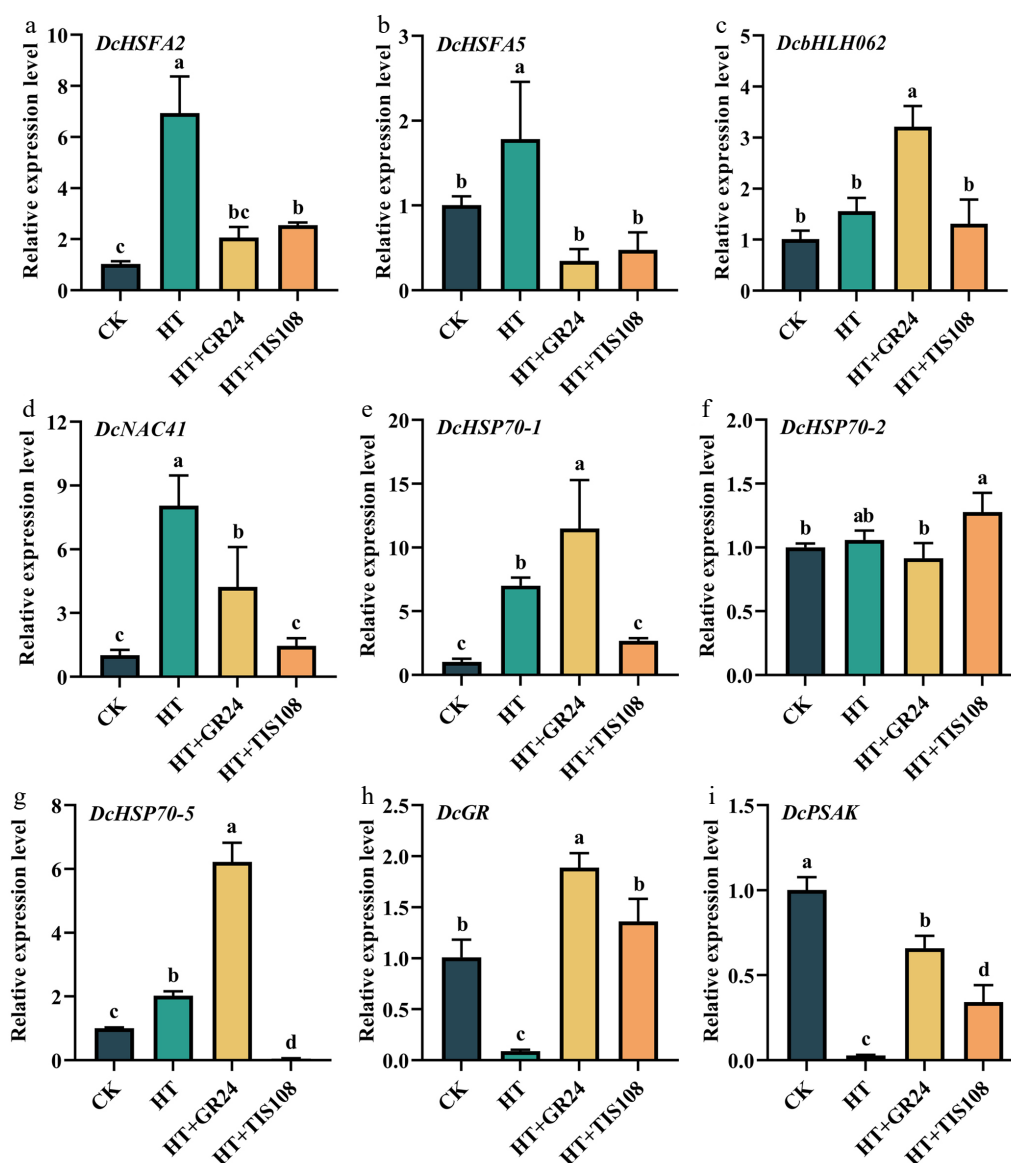 a
DcHSFA2
Relative expression level
10
8
6
4
2
0
c
a
bc
b
CK
HT
HT+GR24
HT+TIS108
b
DcHSFA5
Relative expression level
3
2
1
0
b
a
b
b
CK
HT
HT+GR24
HT+TIS108
c
DcbHLH062
Relative expression level
5
4
3
2
1
0
b
b
a
b
CK
HT
HT+GR24
HT+TIS108
d
DcNAC41
Relative expression level
12
9
6
3
0
c
a
b
c
CK
HT
HT+GR24
HT+TIS108
e
DcHSP70-1
Relative expression level
20
15
10
5
0
c
b
a
c
CK
HT
HT+GR24
HT+TIS108
f
DcHSP70-2
Relative expression level
2.0
1.5
1.0
0.5
0.0
b
ab
b
a
CK
HT
HT+GR24
HT+TIS108
g
DcHSP70-5
Relative expression level
8
6
4
2
0
c
b
a
d
CK
HT
HT+GR24
HT+TIS108
h
DcGR
Relative expression level
2.5
2.0
1.5
1.0
0.5
0.0
b
c
a
b
CK
HT
HT+GR24
HT+TIS108
i
DcPSAK
Relative expression level
1.5
1.0
0.5
0.0
a
c
b
d
CK
HT
HT+GR24
HT+TIS108